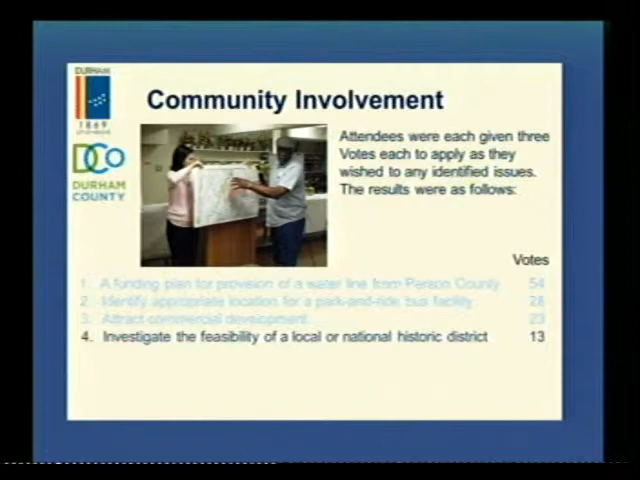 DURHAM
1869
Community Involvement
DCo
DURHAM
COUNTY
Attendees were each given three
Votes each to apply as they
wished to any identified issues.
The results were as follows:
Votes
1. A funding plan for provision of a water line from Person County 54
2. Identify appropriate location for a park-and-ride bus facility 28
3. Attract commercial development 23
4. Investigate the feasibility of a local or national historic district 13